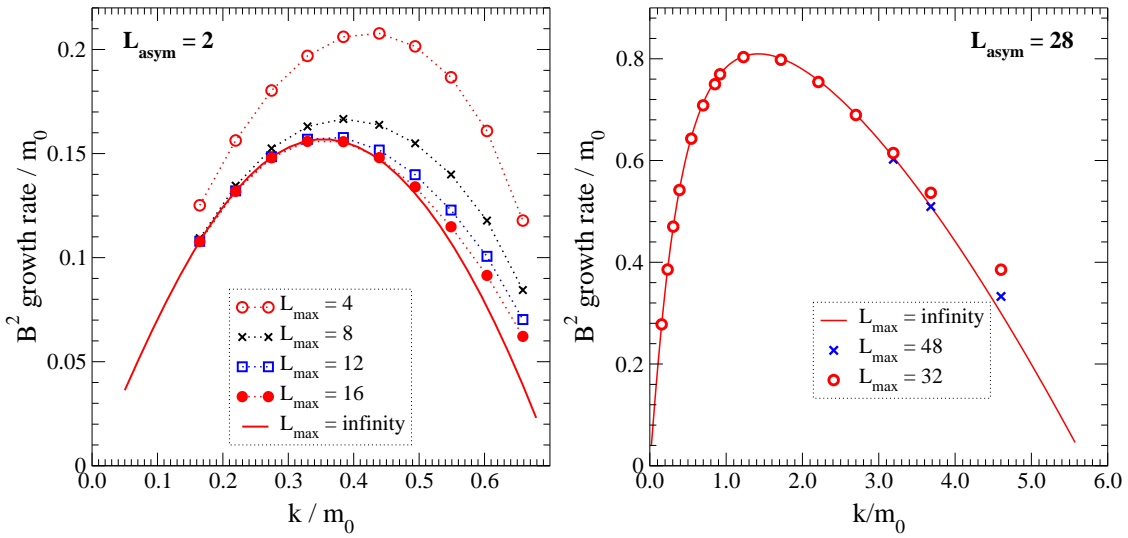 L_asym = 2
B^2 growth rate / m_0
0.2
0.15
0.1
0.05
0
0.0 0.1 0.2 0.3 0.4 0.5 0.6
k / m_0
L_max = 4
L_max = 8
L_max = 12
L_max = 16
L_max = infinity
L_asym = 28
B^2 growth rate / m_0
0.8
0.6
0.4
0.2
0
0.0 1.0 2.0 3.0 4.0 5.0 6.0
k/m_0
L_max = infinity
L_max = 48
L_max = 32